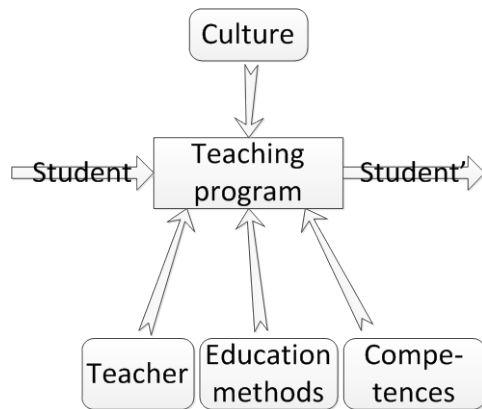 Culture
Student
Teaching
program
Student’
Teacher
Education
methods
Compe-
tences